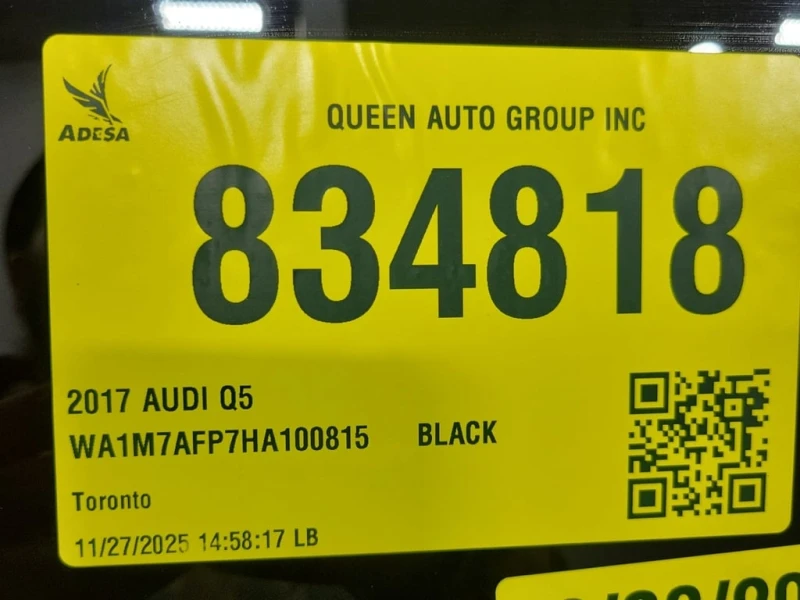 ADESA
QUEEN AUTO GROUP INC
834818
2017 AUDI Q5
WA1M7AFP7HA100815 BLACK
Toronto
11/27/2025 14:58:17 LB